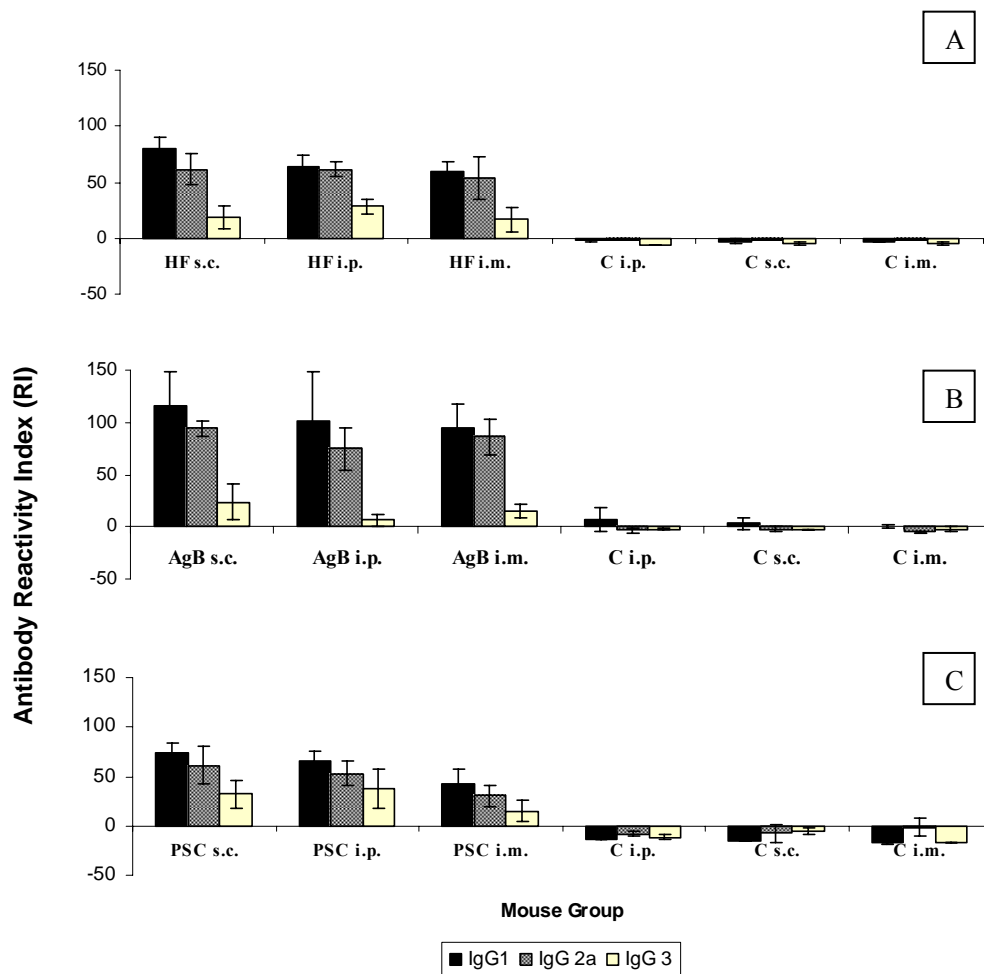 A
150
100
50
0
-50
HF s.c. HF i.p. HF i.m. C i.p. C s.c. C i.m.
Antibody Reactivity Index (RI)
B
150
100
50
0
-50
AgB s.c. AgB i.p. AgB i.m. C i.p. C s.c. C i.m.
C
150
100
50
0
-50
PSC s.c. PSC i.p. PSC i.m. C i.p. C s.c. C i.m.
Mouse Group
IgG1 IgG 2a IgG 3